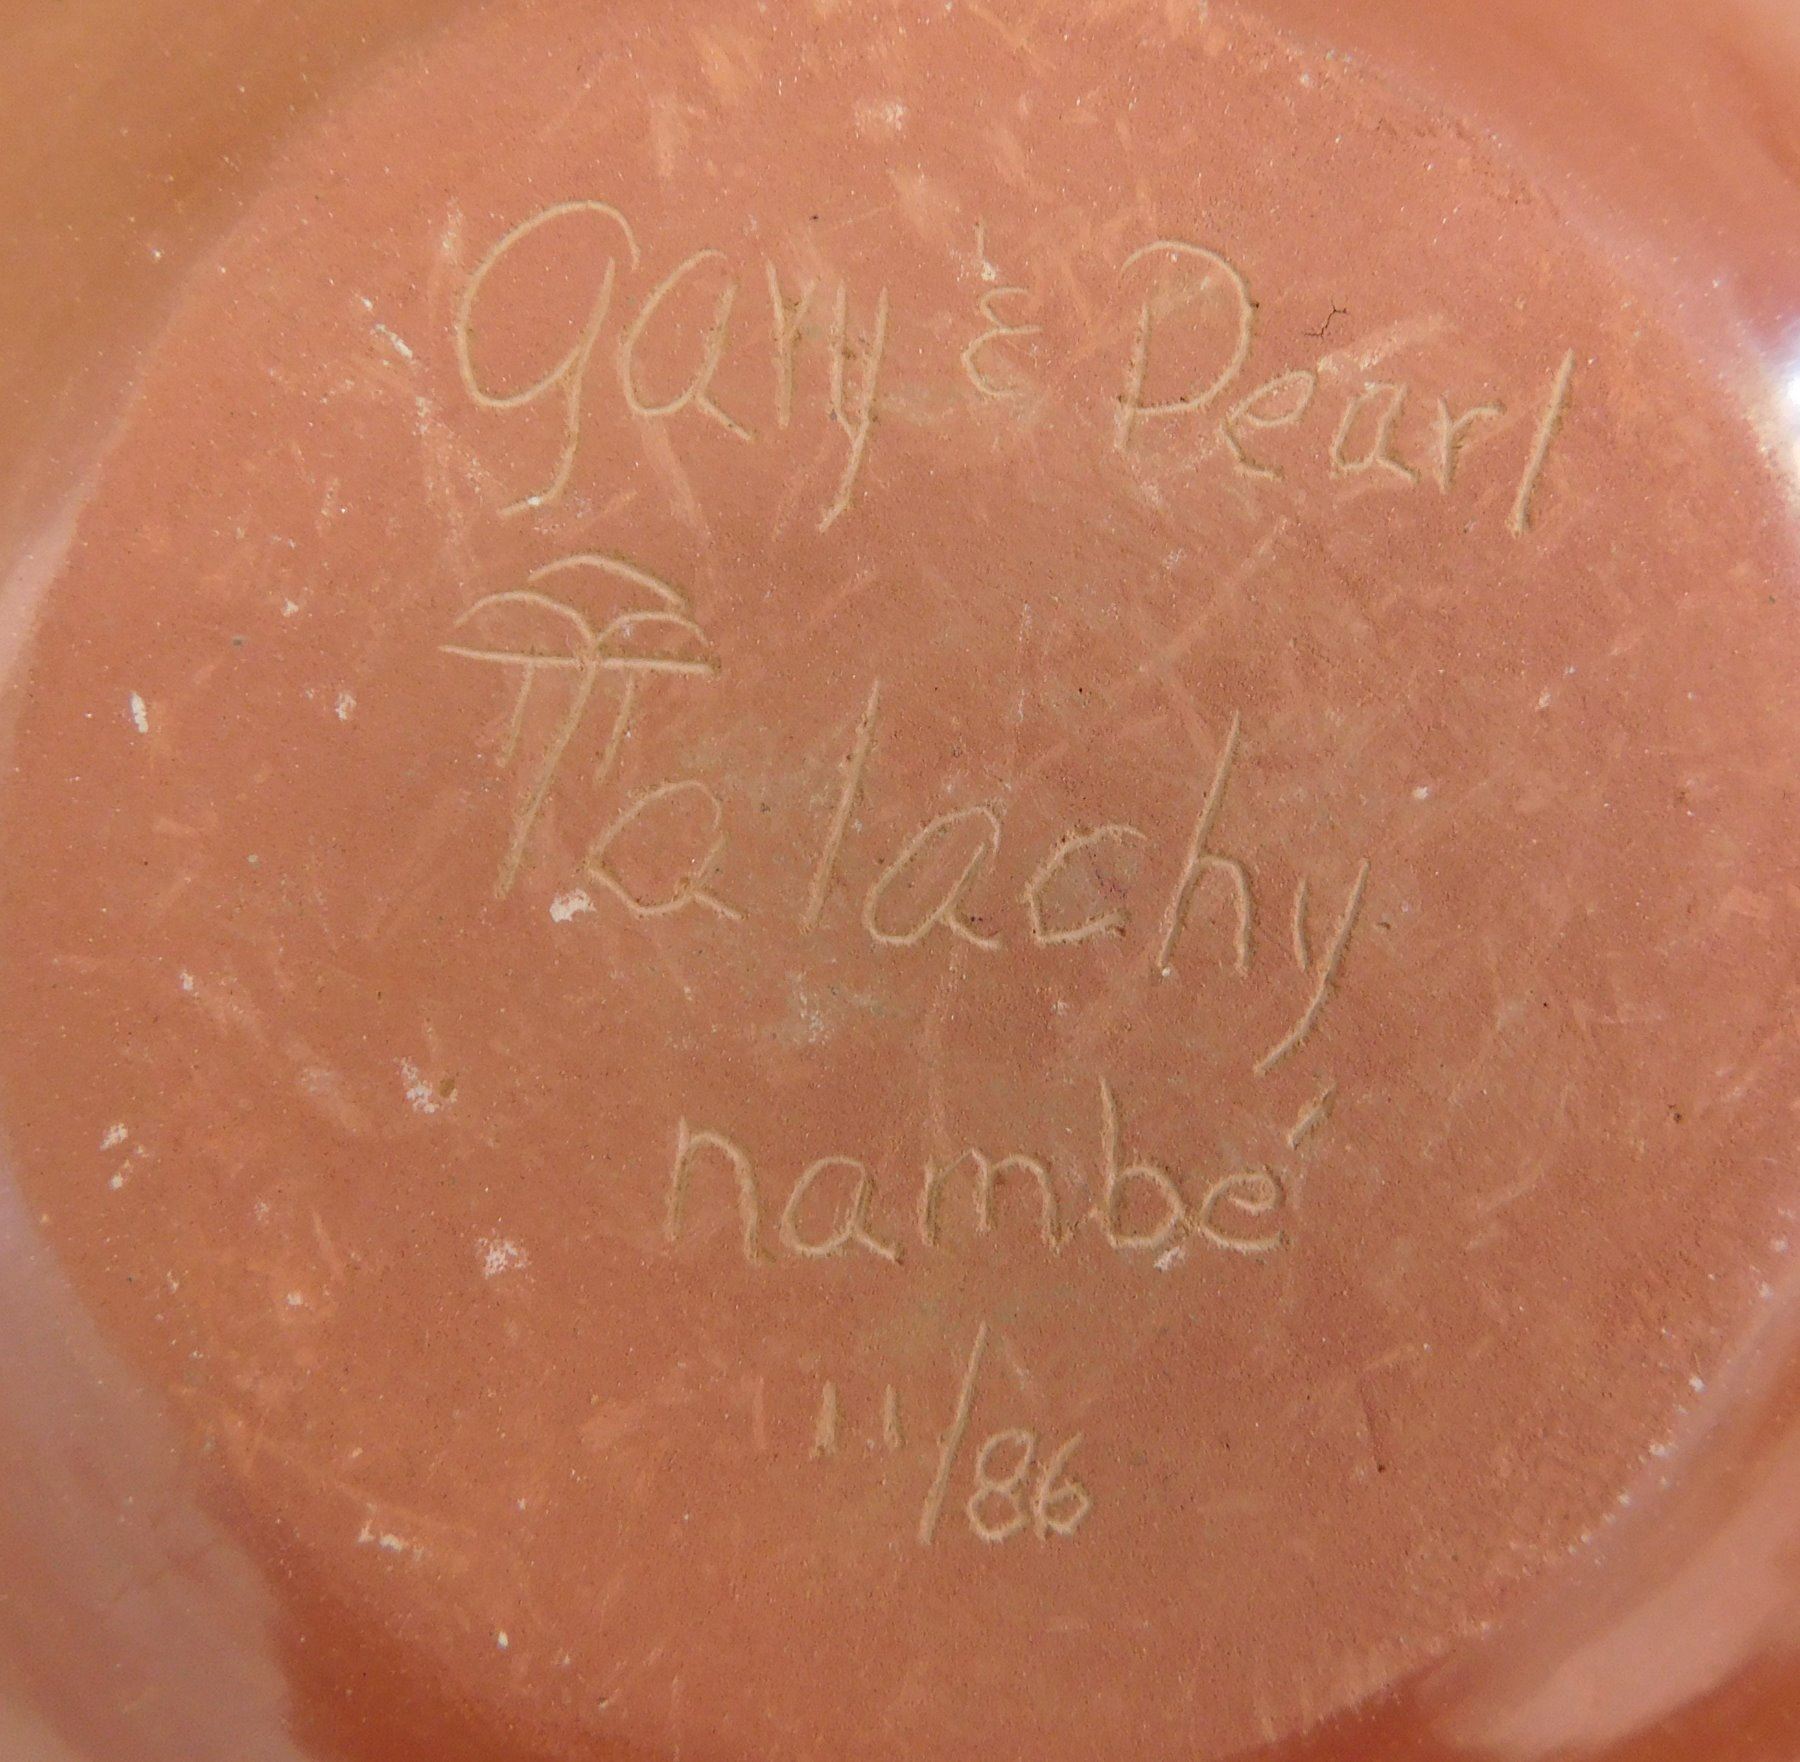 Gary & Pearl
Talachy
nambé
11/86